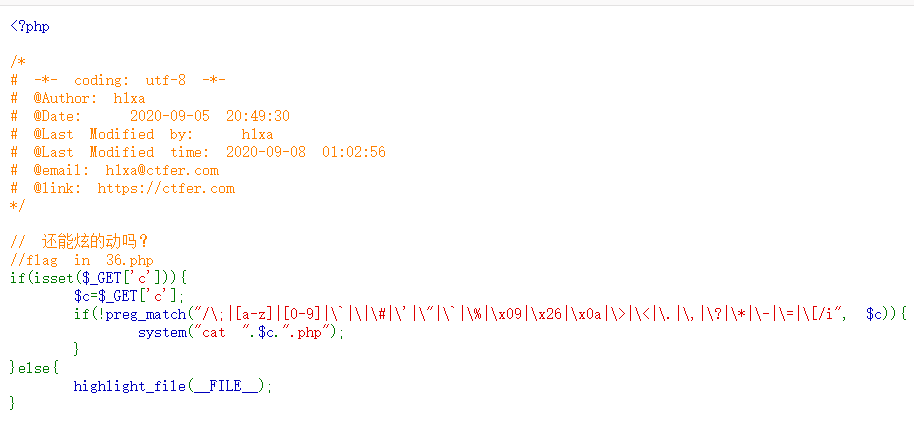 <?php
/*
# -*- coding: utf-8 -*-
# @Author: h1xa
# @Date: 2020-09-05 20:49:30
# @Last Modified by: h1xa
# @Last Modified time: 2020-09-08 01:02:56
# @email: h1xa@ctfer.com
# @link: https://ctfer.com
*/
// 还能炫的动吗？
//flag in 36.php
if(isset($_GET['c'])){
$c=$_GET['c'];
if(!preg_match("/\;|[a-z]|[0-9]|\`|\|\#|\'|\"|\`|\%|\x09|\x26|\x0a|\>|\<|\.|\,|\?|\*|\-|\=|\[/i", $c)){
system("cat ".$c.".php");
}
}else{
highlight_file(__FILE__);
}